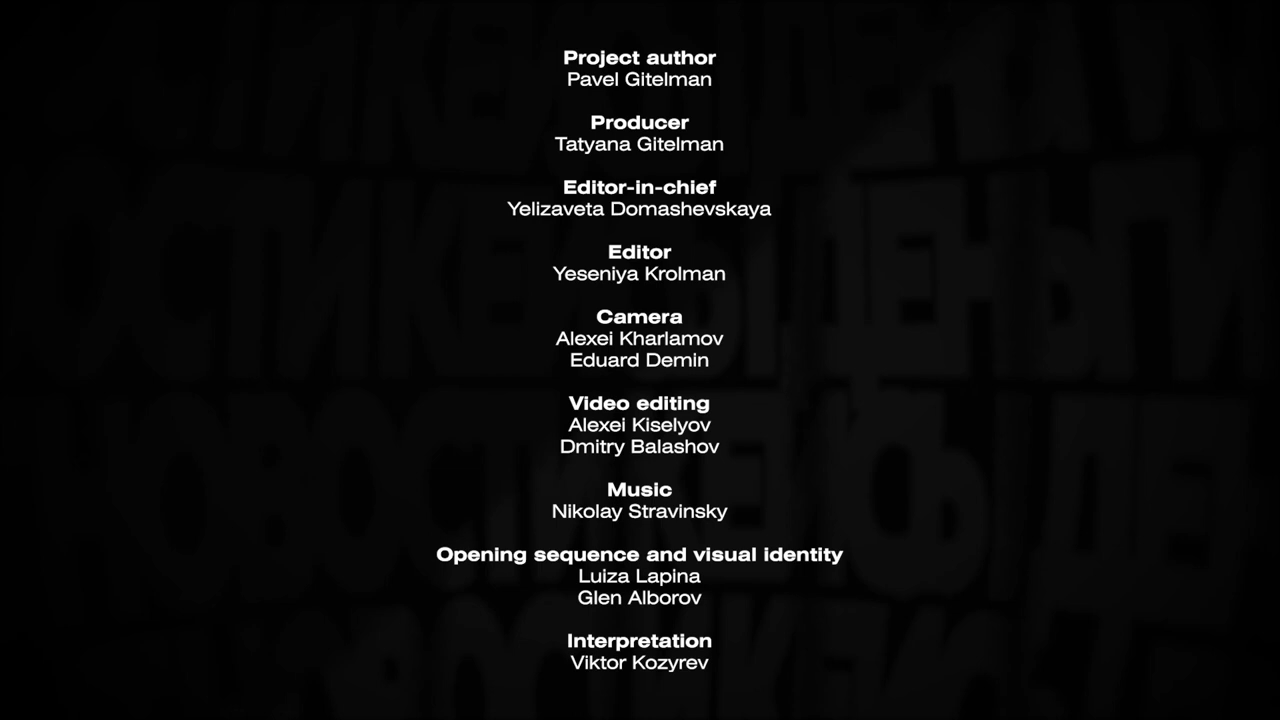 Project author
Pavel Gitelman
Producer
Tatyana Gitelman
Editor-in-chief
Yelizaveta Domashevskaya
Editor
Yeseniya Krolman
Camera
Alexei Kharlamov
Eduard Demin
Video editing
Alexei Kiselyov
Dmitry Balashov
Music
Nikolay Stravinsky
Opening sequence and visual identity
Luiza Lapina
Glen Alborov
Interpretation
Viktor Kozyrev